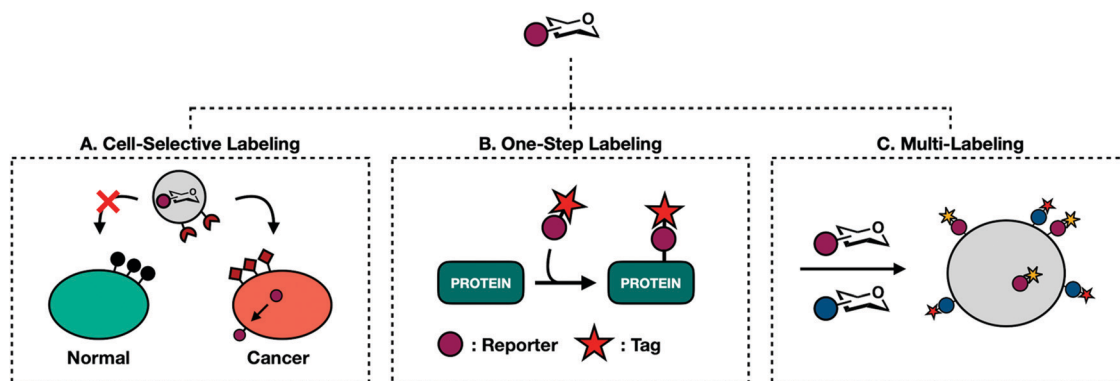 O
A. Cell-Selective Labeling
B. One-Step Labeling
C. Multi-Labeling
O
Normal
Cancer
PROTEIN
PROTEIN
: Reporter
: Tag
O
O